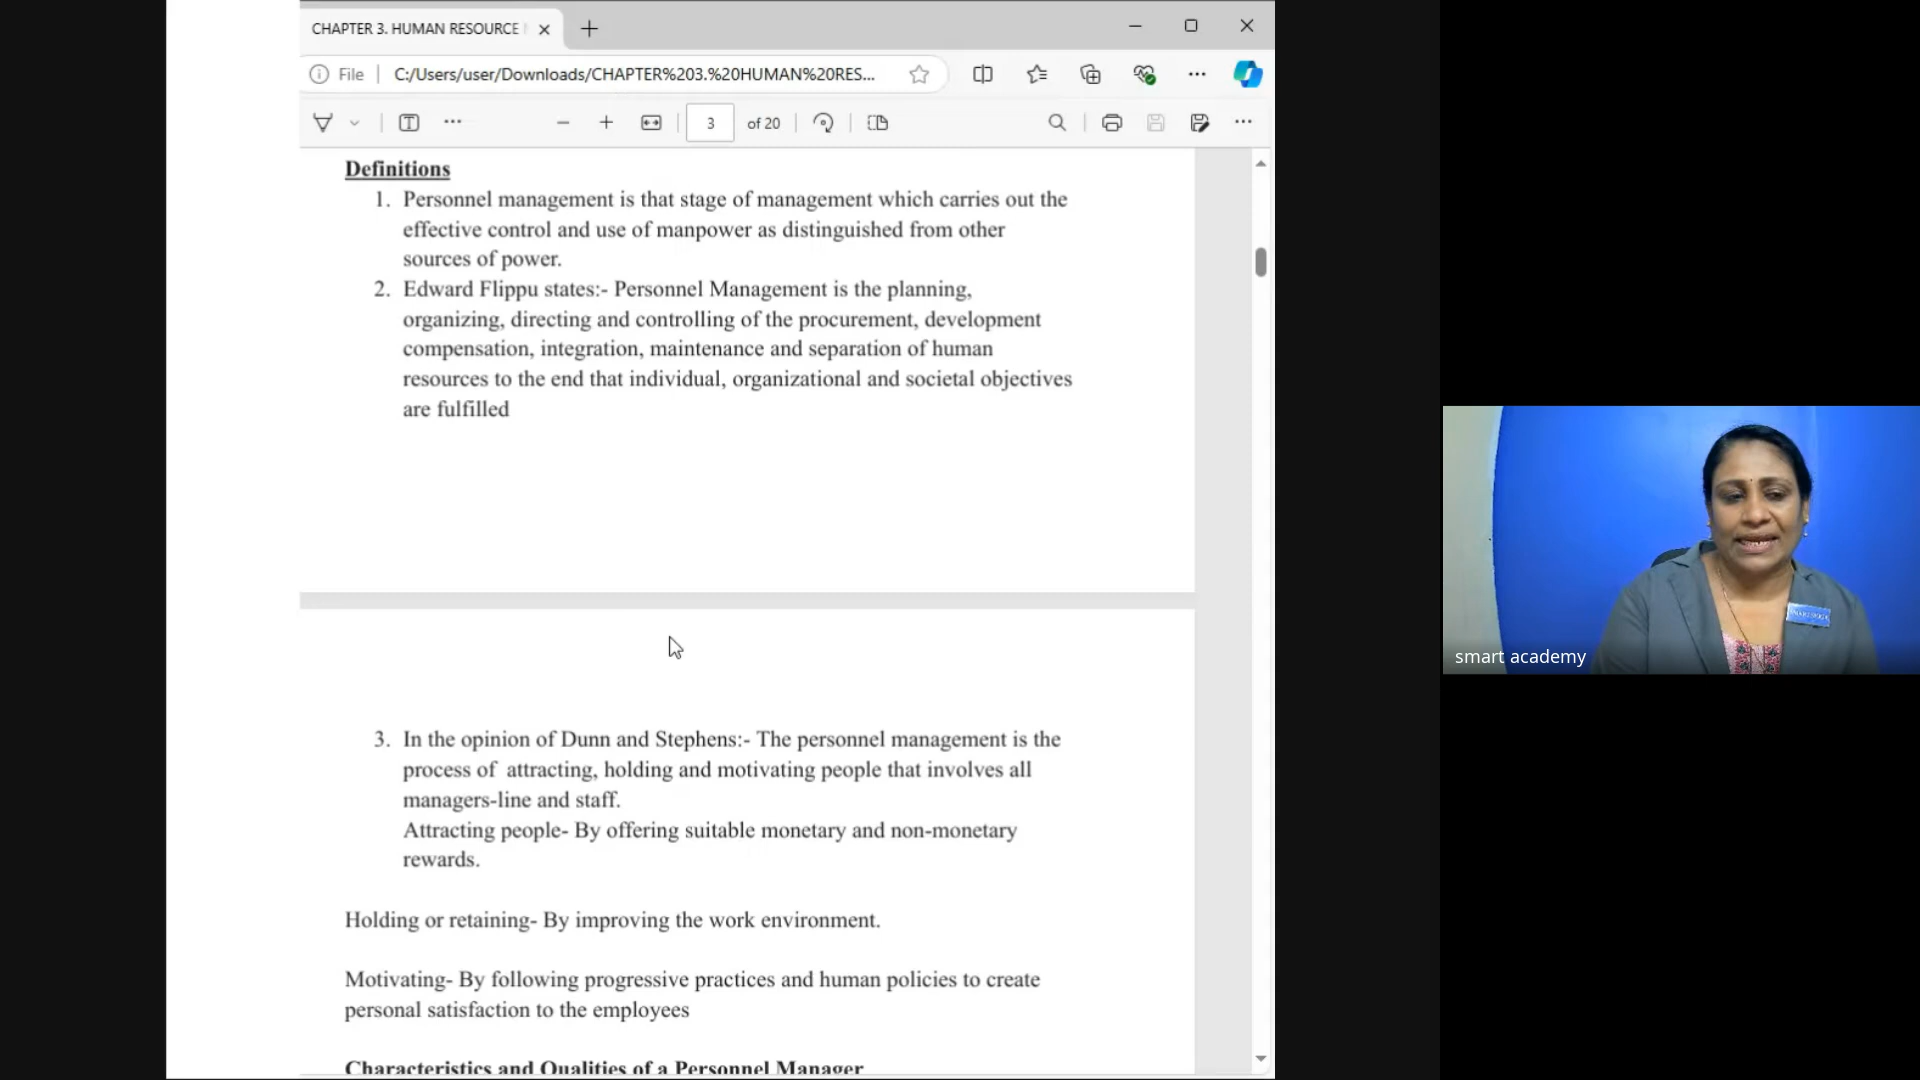 CHAPTER 3. HUMAN RESOURCE
File
C:/Users/user/Downloads/CHAPTER%203.%20HUMAN%20RES...
3 of 20
Definitions
1. Personnel management is that stage of management which carries out the
effective control and use of manpower as distinguished from other
sources of power.
2. Edward Flippu states:- Personnel Management is the planning,
organizing, directing and controlling of the procurement, development
compensation, integration, maintenance and separation of human
resources to the end that individual, organizational and societal objectives
are fulfilled
3. In the opinion of Dunn and Stephens:- The personnel management is the
process of attracting, holding and motivating people that involves all
managers-line and staff.
Attracting people- By offering suitable monetary and non-monetary
rewards.
Holding or retaining- By improving the work environment.
Motivating- By following progressive practices and human policies to create
personal satisfaction to the employees
Characteristics and Qualities of a Personnel Manager
smart academy